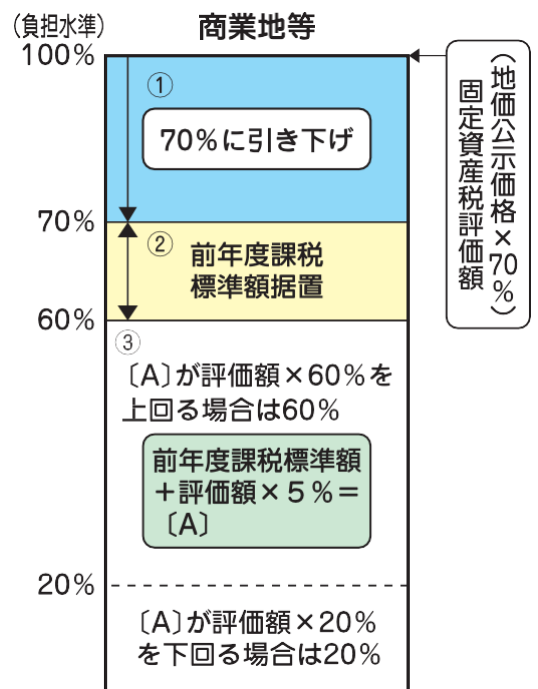 (負担水準)
商業地等
100%
①
70%に引き下げ
70%
②
前年度課税
標準額据置
60%
③
〔A〕が評価額×60%を
上回る場合は60%
前年度課税標準額
＋評価額×5%＝
〔A〕
20%
〔A〕が評価額×20%
を下回る場合は20%
(地価公示価格×70%)
固定資産税評価額